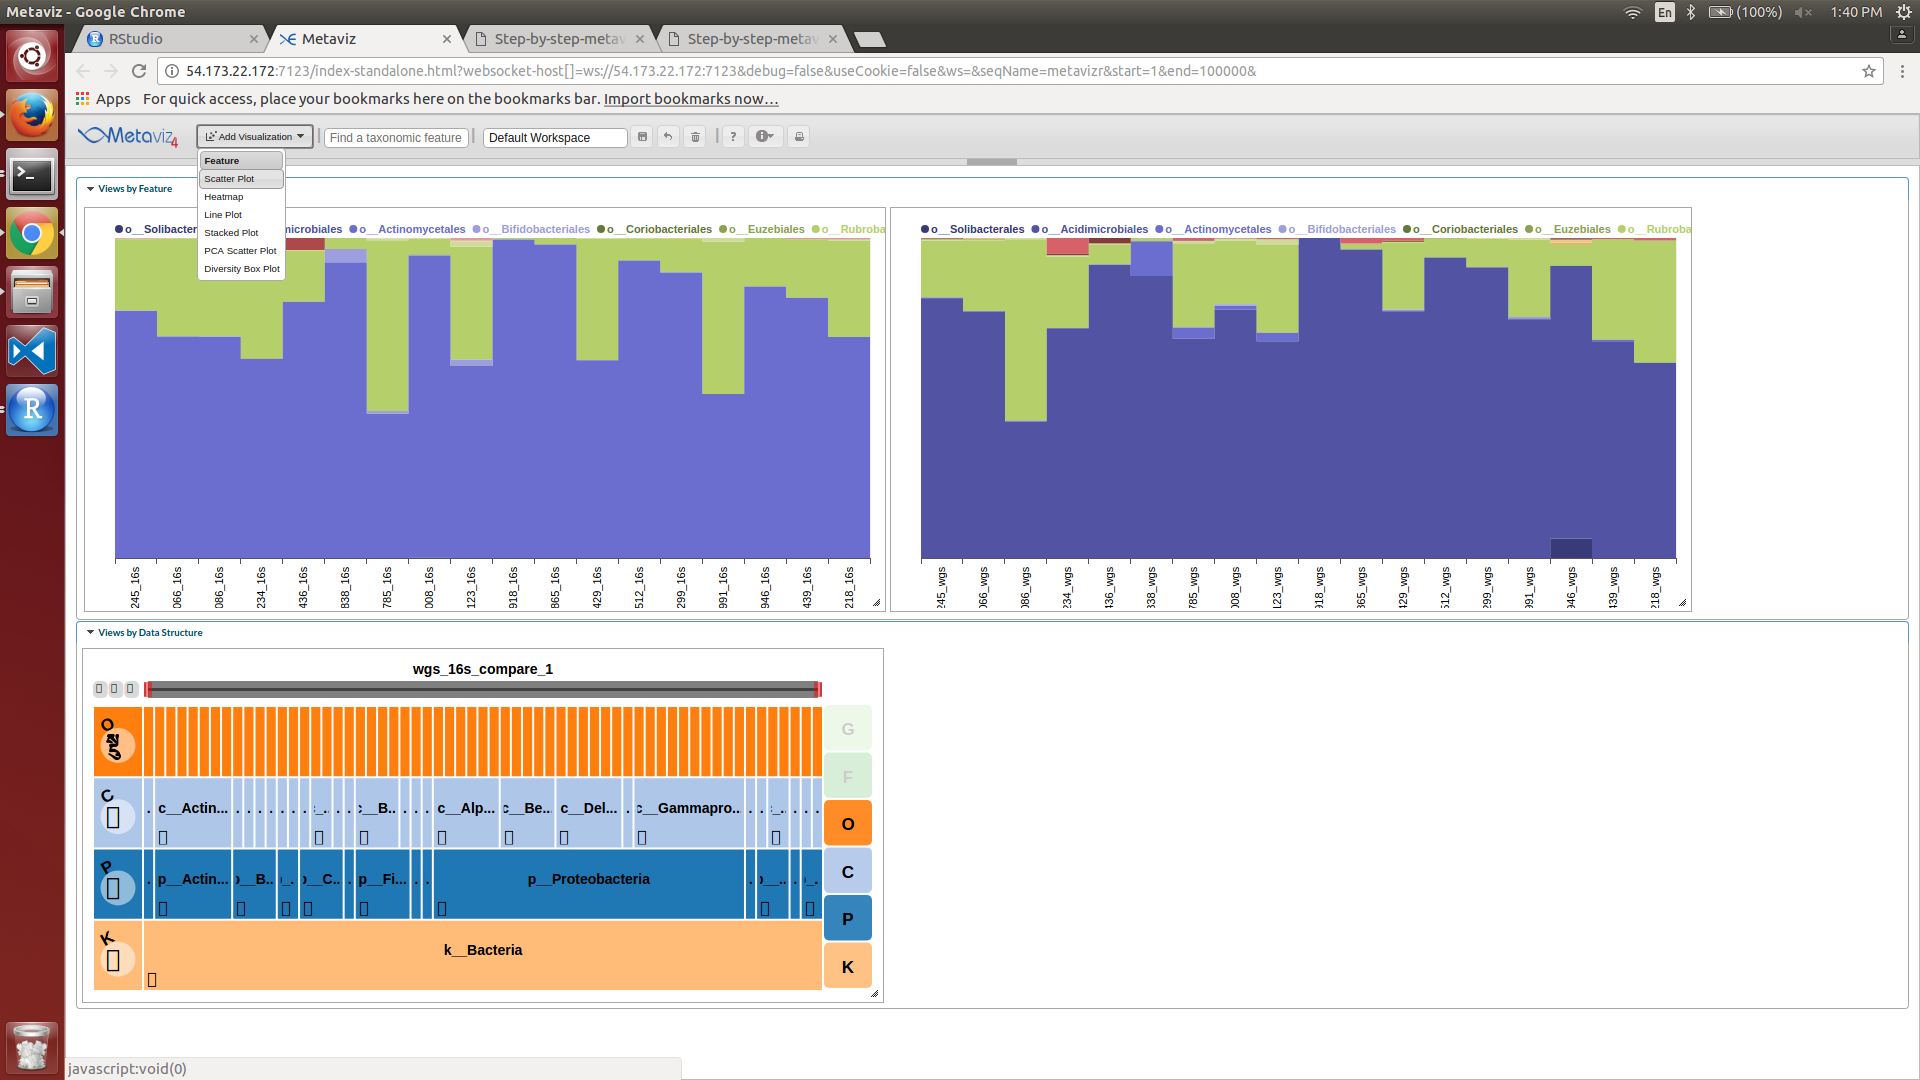 Metaviz - Google Chrome
En (100%) 1:40 PM
RStudio Metaviz Step-by-step-metav Step-by-step-metav
54.173.22.172:7123/index-standalone.html?websocket-host[]=ws://54.173.22.172:7123&debug=false&useCookie=false&ws=&seqName=metavizr&start=1&end=100000&
Apps For quick access, place your bookmarks here on the bookmarks bar. Import bookmarks now...
Metaviz 4 Add Visualization Find a taxonomic feature Default Workspace ?
Feature
Scatter Plot
Heatmap
Line Plot
Stacked Plot
PCA Scatter Plot
Diversity Box Plot
Views by Feature
o__Solibacter microbiales o__Actinomycetales o__Bifidobacteriales o__Coriobacteriales o__Euzebiales o__Rubroba
245_16s 066_16s 086_16s 234_16s 436_16s 838_16s 785_16s 008_16s 123_16s 918_16s 865_16s 429_16s 512_16s 299_16s 991_16s 946_16s 439_16s 218_16s
o__Solibacterales o__Acidimicrobiales o__Actinomycetales o__Bifidobacteriales o__Coriobacteriales o__Euzebiales o__Rubroba
245_wgs 066_wgs 086_wgs 234_wgs 436_wgs 838_wgs 785_wgs 008_wgs 123_wgs 918_wgs 865_wgs 429_wgs 512_wgs 299_wgs 991_wgs 946_wgs 439_wgs 218_wgs
Views by Data Structure
wgs_16s_compare_1
O G
F
O
C c__Actin... c__B... c__Alp... c__Be... c__Del... c__Gammapro... C
P p__Actin... p__B... p__C... p__Fi... p__Proteobacteria P
K k__Bacteria K
javascript:void(0)